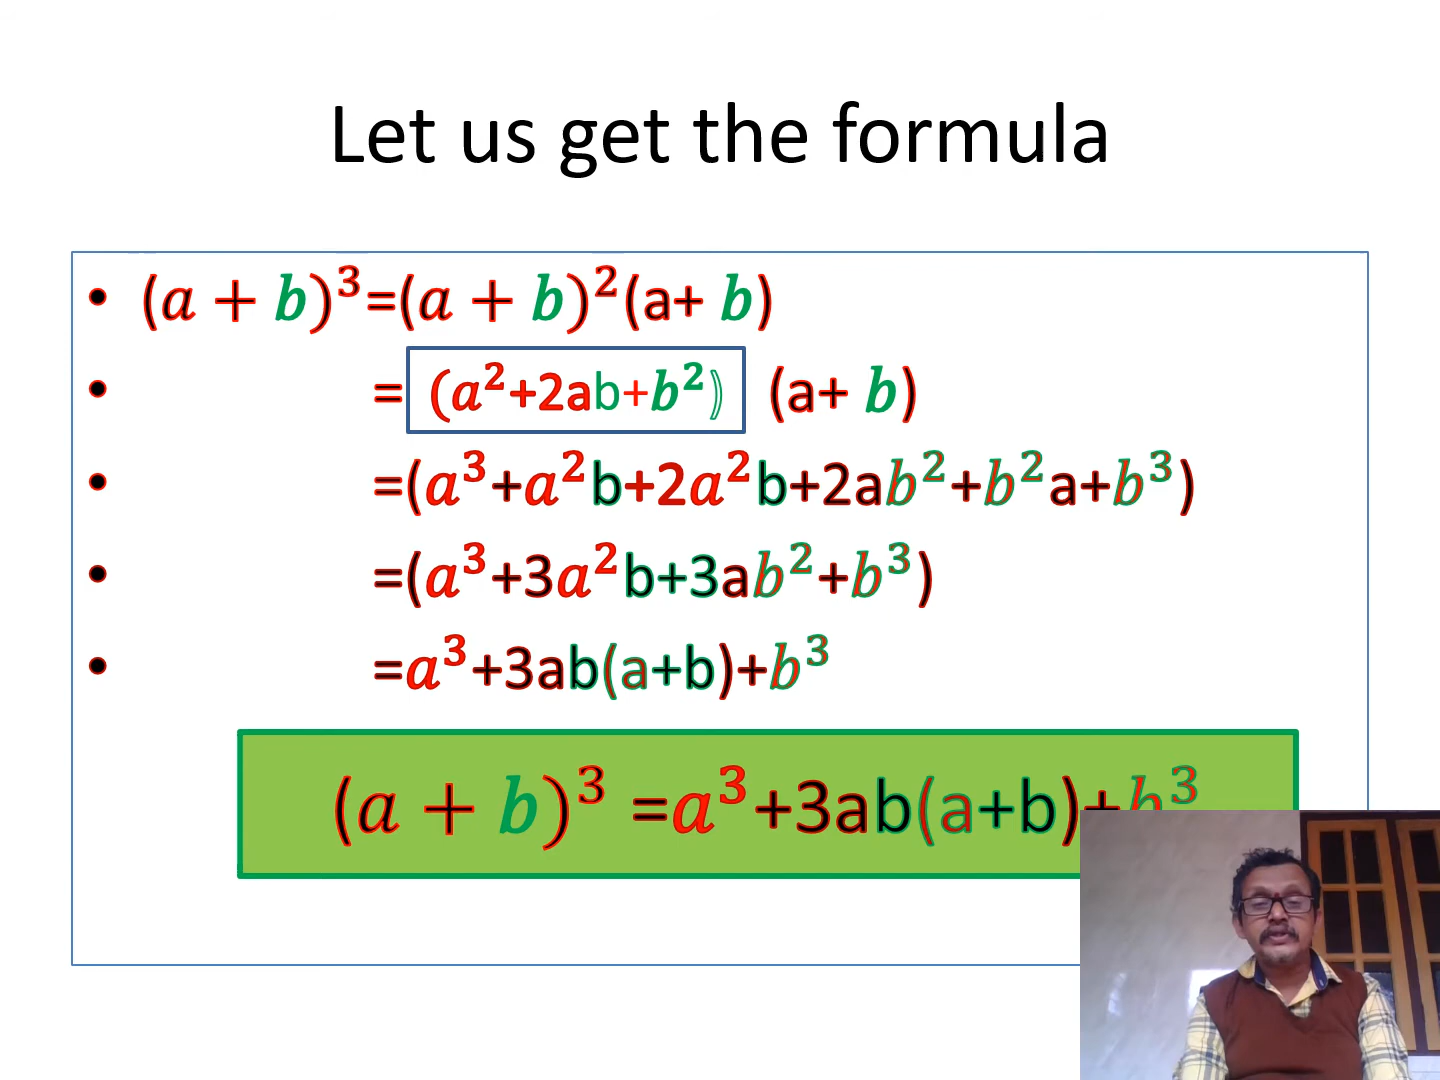 Let us get the formula
• (a + b)³=(a + b)²(a+ b)
• =(a²+2ab+b²) (a+ b)
• =(a³+a²b+2a²b+2ab²+b²a+b³)
• =(a³+3a²b+3ab²+b³)
• =a³+3ab(a+b)+b³
(a + b)³ =a³+3ab(a+b)+b³